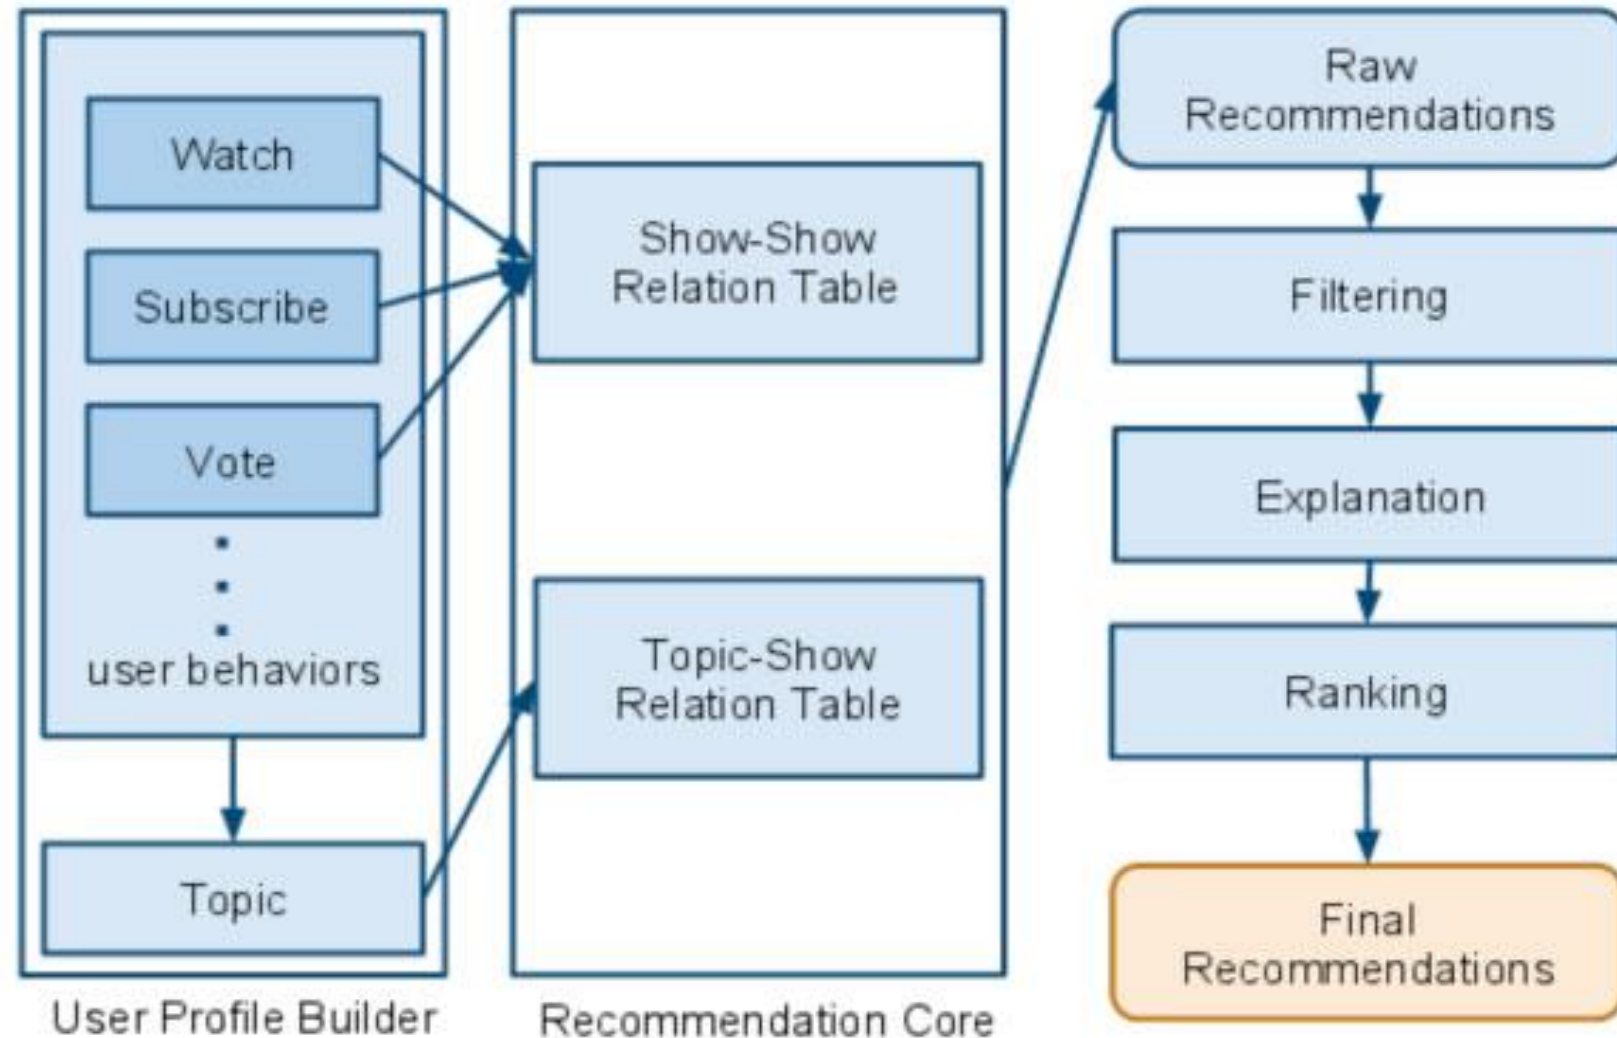 Watch
Subscribe
Vote
user behaviors
Topic
User Profile Builder
Show-Show
Relation Table
Topic-Show
Relation Table
Recommendation Core
Raw
Recommendations
Filtering
Explanation
Ranking
Final
Recommendations